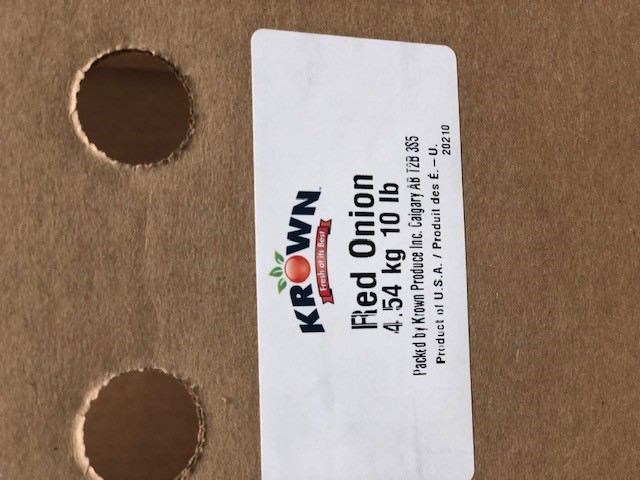 KROWN™
Fresh at its Best
Red Onion
4.54 kg 10 lb
Packed by Krown Produce Inc. Calgary AB T2B 3S5
Product of U.S.A. / Produit des É. – U.
20210